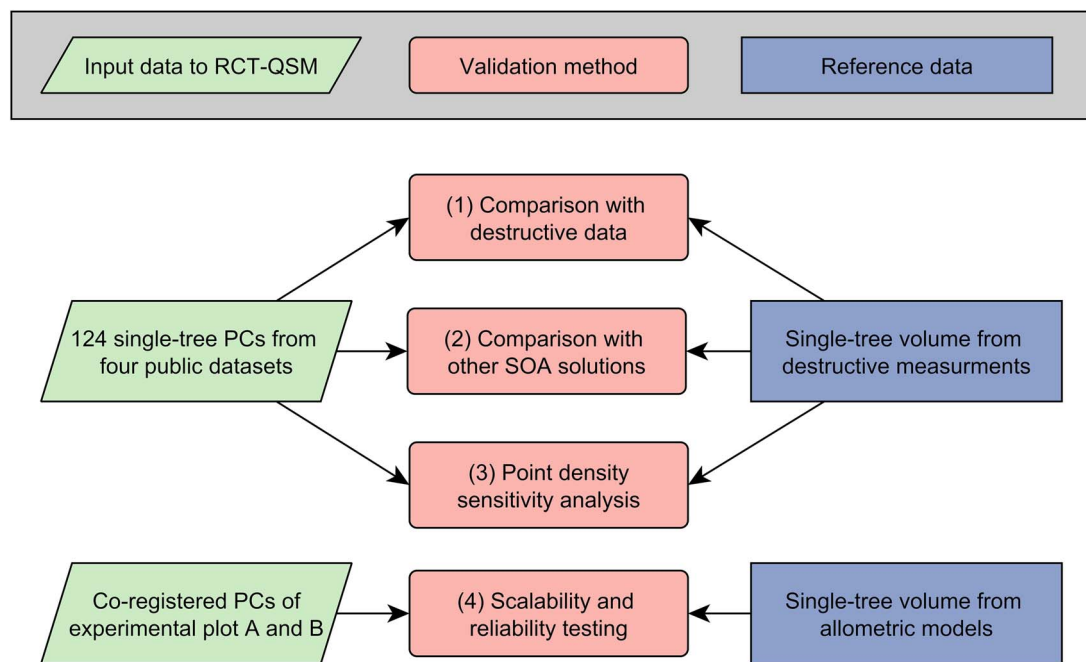 Input data to RCT-QSM
Validation method
Reference data
(1) Comparison with
destructive data
124 single-tree PCs from
four public datasets
(2) Comparison with
other SOA solutions
Single-tree volume from
destructive measurments
(3) Point density
sensitivity analysis
Co-registered PCs of
experimental plot A and B
(4) Scalability and
reliability testing
Single-tree volume from
allometric models